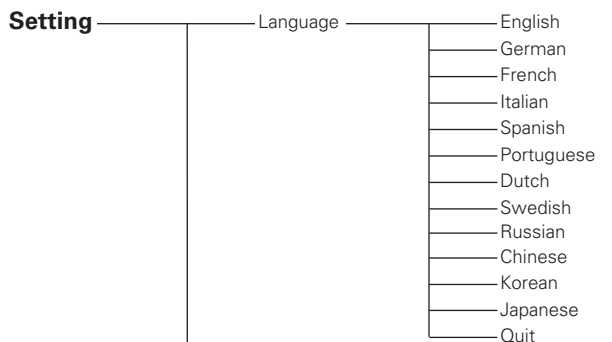 Setting Language English
German
French
Italian
Spanish
Portuguese
Dutch
Swedish
Russian
Chinese
Korean
Japanese
Quit